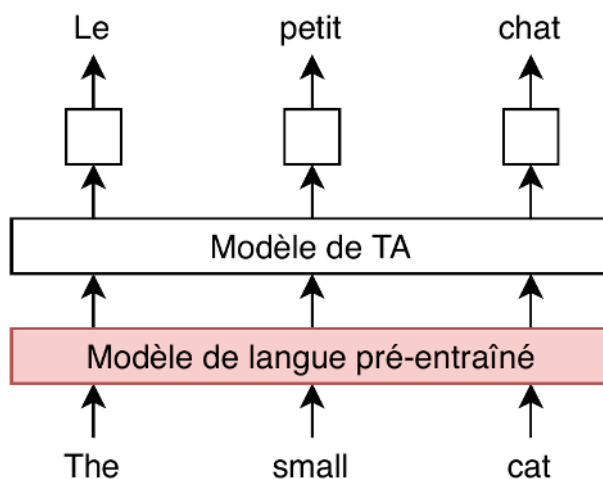 Le petit chat
Modèle de TA
Modèle de langue pré-entraîné
The small cat